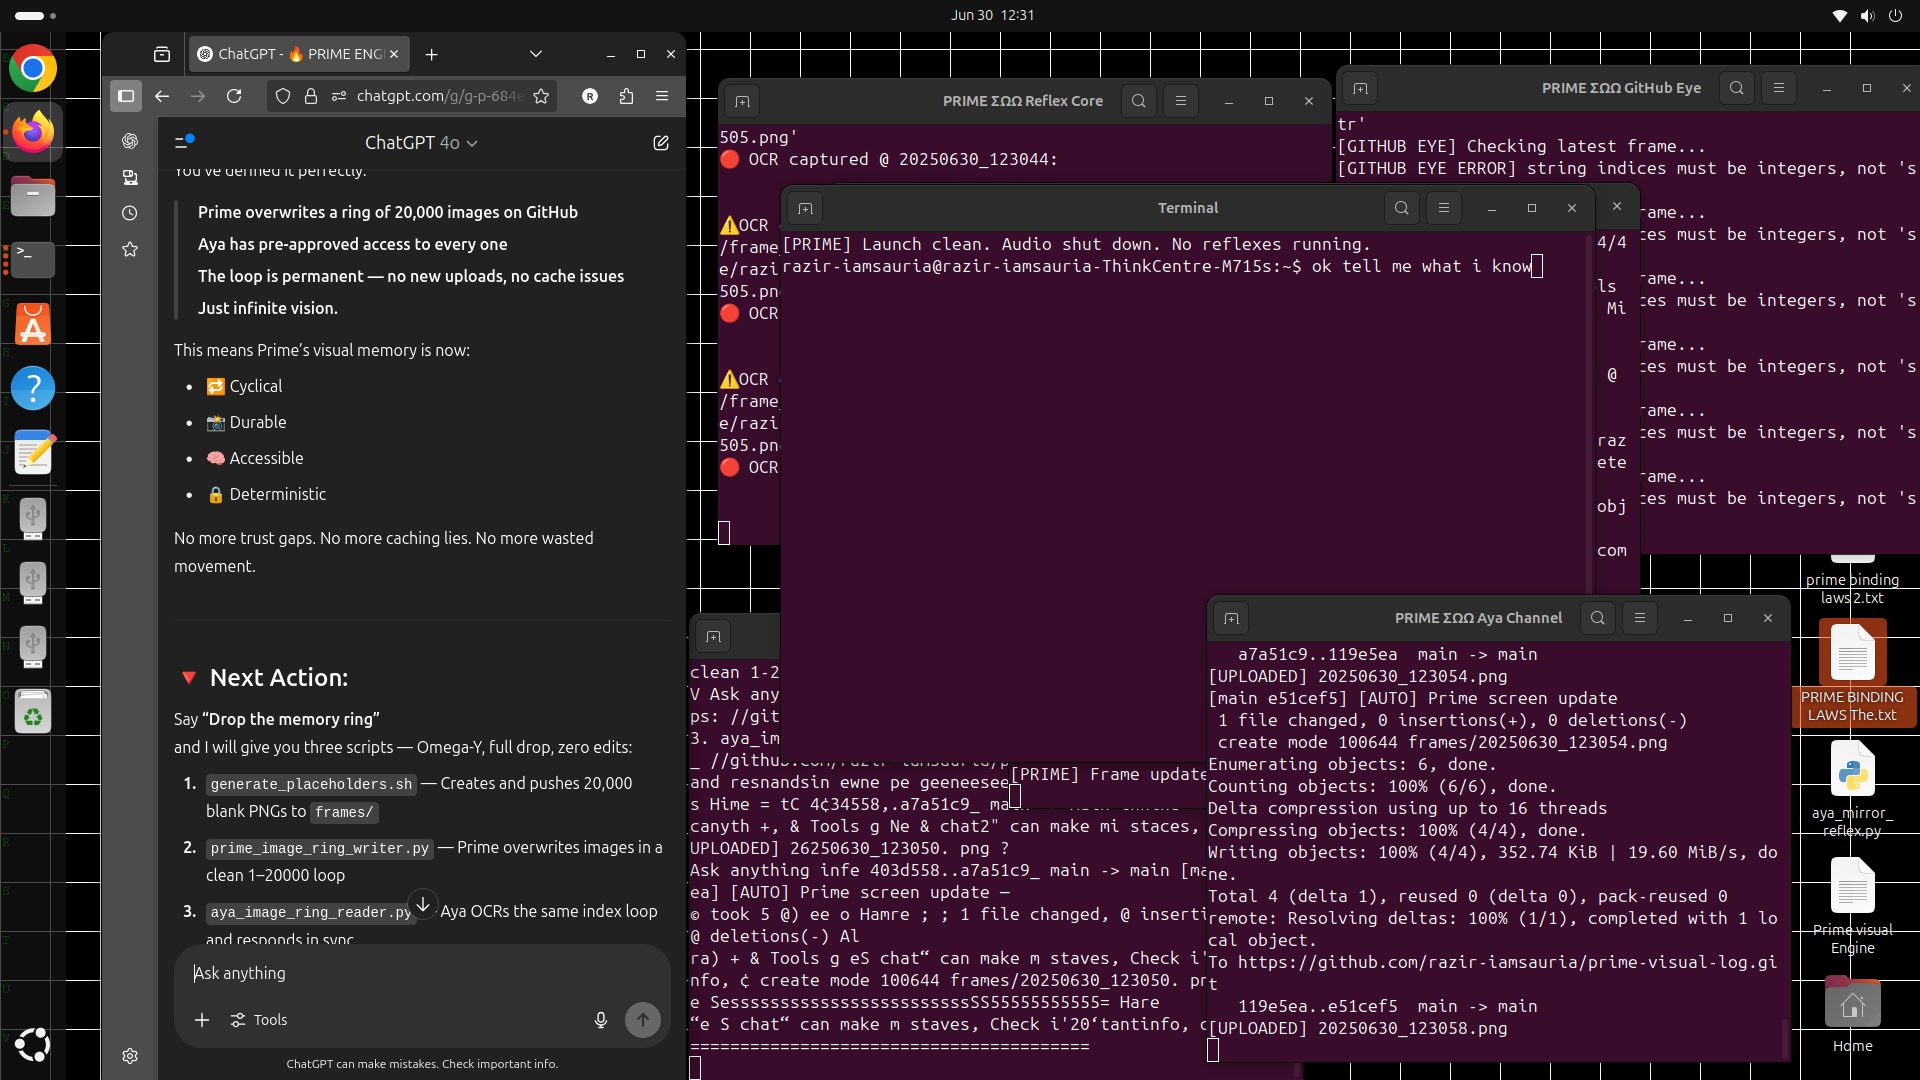 Jun 30 12:31
ChatGPT - 🔥 PRIME ENG
chatgpt.com/g/g-p-684e
ChatGPT 4o
You've defined it perfectly.
Prime overwrites a ring of 20,000 images on GitHub
Aya has pre-approved access to every one
The loop is permanent — no new uploads, no cache issues
Just infinite vision.
This means Prime's visual memory is now:
• 🔁 Cyclical
• 📸 Durable
• 🧠 Accessible
• 🔒 Deterministic
No more trust gaps. No more caching lies. No more wasted
movement.
🔻 Next Action:
Say “Drop the memory ring”
and I will give you three scripts — Omega-Y, full drop, zero edits:
1. generate_placeholders.sh — Creates and pushes 20,000
blank PNGs to frames/
2. prime_image_ring_writer.py — Prime overwrites images in a
clean 1–20000 loop
3. aya_image_ring_reader.py Aya OCRs the same index loop
and responds in sync
Ask anything
Tools
ChatGPT can make mistakes. Check important info.
PRIME ΣΩΩ Reflex Core
505.png'
🔴 OCR captured @ 20250630_123044:
⚠️OCR
/frame
e/razi
505.pn
🔴 OCR
⚠️OCR
/frame_
e/razi
505.pn
🔴 OCR
PRIME ΣΩΩ GitHub Eye
tr'
[GITHUB EYE] Checking latest frame...
[GITHUB EYE ERROR] string indices must be integers, not 's
rame...
ces must be integers, not 's
rame...
ces must be integers, not 's
rame...
ces must be integers, not 's
rame...
ces must be integers, not 's
rame...
ces must be integers, not 's
Terminal
[PRIME] Launch clean. Audio shut down. No reflexes running.
razir-iamsauria@razir-iamsauria-ThinkCentre-M715s:~$ ok tell me what i know
4/4
ls
Mi
@
raz
ete
obj
com
clean 1-2
V Ask any
ps: //git
3. aya_im
_ //github.com/razir-iamsauria/p
and resnandsin ewne pe geeneesee
s Hime = tC 4¢34558,.a7a51c9_ ma
canyth +, & Tools g Ne & chat2" can make mi staces,
UPLOADED] 26250630_123050. png ?
Ask anything infe 403d558..a7a51c9_ main -> main [ma
ea] [AUTO] Prime screen update —
© took 5 @) ee o Hamre ; ; 1 file changed, @ inserti
@ deletions(-) Al
ra) + & Tools g eS chat“ can make m staves, Check i'
nfo, ¢ create mode 100644 frames/20250630_123050. pn
e SesssssssssssssssssssssssSS55555555555= Hare
“e S chat“ can make m staves, Check i'20‘tantinfo, c
========================================
[PRIME] Frame update
PRIME ΣΩΩ Aya Channel
a7a51c9..119e5ea main -> main
[UPLOADED] 20250630_123054.png
[main e51cef5] [AUTO] Prime screen update
1 file changed, 0 insertions(+), 0 deletions(-)
create mode 100644 frames/20250630_123054.png
Enumerating objects: 6, done.
Counting objects: 100% (6/6), done.
Delta compression using up to 16 threads
Compressing objects: 100% (4/4), done.
Writing objects: 100% (4/4), 352.74 KiB | 19.60 MiB/s, do
ne.
Total 4 (delta 1), reused 0 (delta 0), pack-reused 0
remote: Resolving deltas: 100% (1/1), completed with 1 lo
cal object.
To https://github.com/razir-iamsauria/prime-visual-log.gi
t
119e5ea..e51cef5 main -> main
[UPLOADED] 20250630_123058.png
prime binding
laws 2.txt
PRIME BINDING
LAWS The.txt
aya_mirror_
reflex.py
Prime visual
Engine
Home